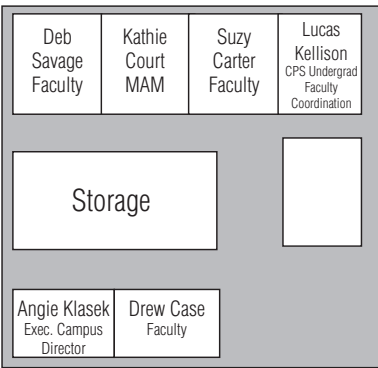 Deb
Savage
Faculty
Kathie
Court
MAM
Suzy
Carter
Faculty
Lucas
Kellison
CPS Undergrad
Faculty
Coordination
Storage
Angie Klasek
Exec. Campus
Director
Drew Case
Faculty